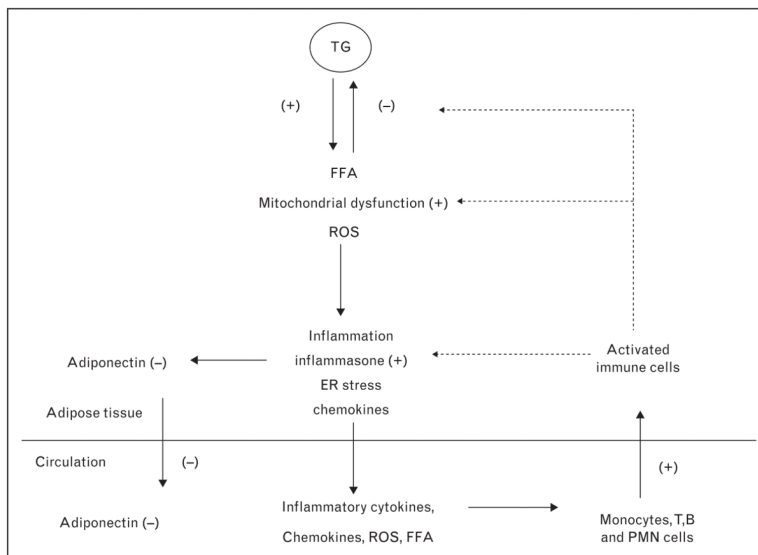 TG
(+)
(–)
FFA
Mitochondrial dysfunction (+)
ROS
Inflammation
inflammasone (+)
ER stress
chemokines
Adiponectin (–)
Activated
immune cells
Adipose tissue
Circulation
(–)
(+)
Adiponectin (–)
Inflammatory cytokines,
Chemokines, ROS, FFA
Monocytes, T,B
and PMN cells